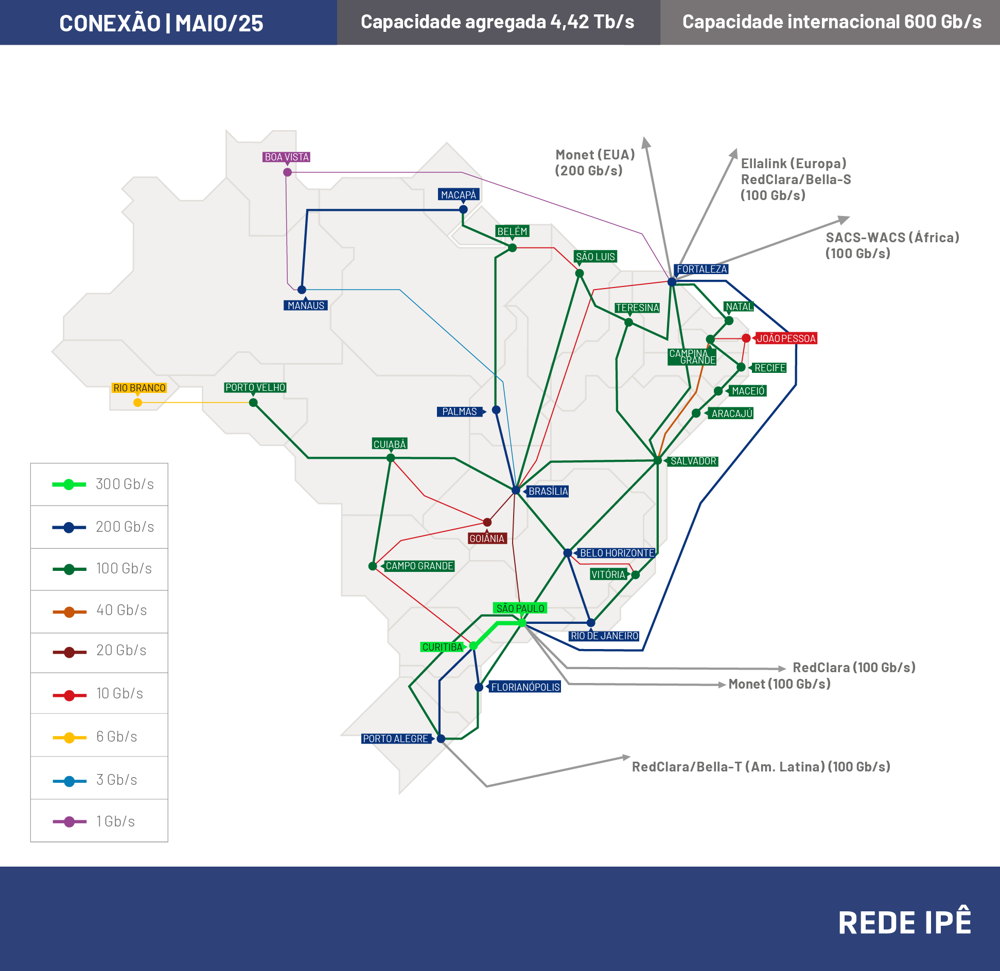 CONEXÃO | MAIO/25
Capacidade agregada 4,42 Tb/s
Capacidade internacional 600 Gb/s
Monet (EUA)
(200 Gb/s)
Ellalink (Europa)
RedClara/Bella-S
(100 Gb/s)
SACS-WACS (África)
(100 Gb/s)
BOA VISTA
MACAPÁ
BELÉM
SÃO LUIS
FORTALEZA
MANAUS
TERESINA
NATAL
JOÃO PESSOA
CAMPINA
GRANDE
RECIFE
RIO BRANCO
PORTO VELHO
MACEIÓ
PALMAS
ARACAJÚ
CUIABÁ
SALVADOR
BRASÍLIA
GOIÂNIA
BELO HORIZONTE
CAMPO GRANDE
VITÓRIA
SÃO PAULO
RIO DE JANEIRO
CURITIBA
FLORIANÓPOLIS
PORTO ALEGRE
RedClara (100 Gb/s)
Monet (100 Gb/s)
RedClara/Bella-T (Am. Latina) (100 Gb/s)
300 Gb/s
200 Gb/s
100 Gb/s
40 Gb/s
20 Gb/s
10 Gb/s
6 Gb/s
3 Gb/s
1 Gb/s
REDE IPÊ